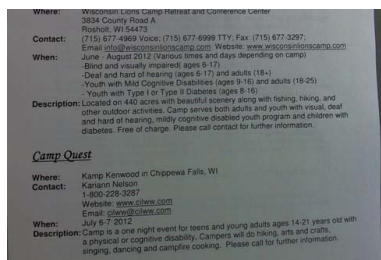 Where: Wisconsin Lions Camp Retreat and Conference Center
3834 County Road A
Rosholt, WI 54473
Contact: (715) 677-4969 Voice; (715) 677-6999 TTY; Fax: (715) 677-3297;
Email info@wisconsinlionscamp.com Website: www.wisconsinlionscamp.com
When: June - August 2012 (Various times and days depending on camp)
-Blind and visually impaired( ages 6-17)
-Deaf and hard of hearing (ages 6-17) and adults (18+)
-Youth with Mild Cognitive Disabilities (ages 9-16) and adults (18-25)
- Youth with Type I or Type II Diabetes (ages 8-16)
Description: Located on 440 acres with beautiful scenery along with fishing, hiking, and
other outdoor activities. Camp serves both adults and youth with visual, deaf
and hard of hearing, mildly cognitive disabled youth program and children with
diabetes. Free of charge. Please call contact for further information.
Camp Quest
Where: Kamp Kenwood in Chippewa Falls, WI
Contact: Kariann Nelson
1-800-228-3287
Website: www.cilww.com
Email: cilww@cilww.com
When: July 6-7 2012
Description: Camp is a one night event for teens and young adults ages 14-21 years old with
a physical or cognitive disability. Campers will do hiking, arts and crafts,
singing, dancing and campfire cooking. Please call for further information.